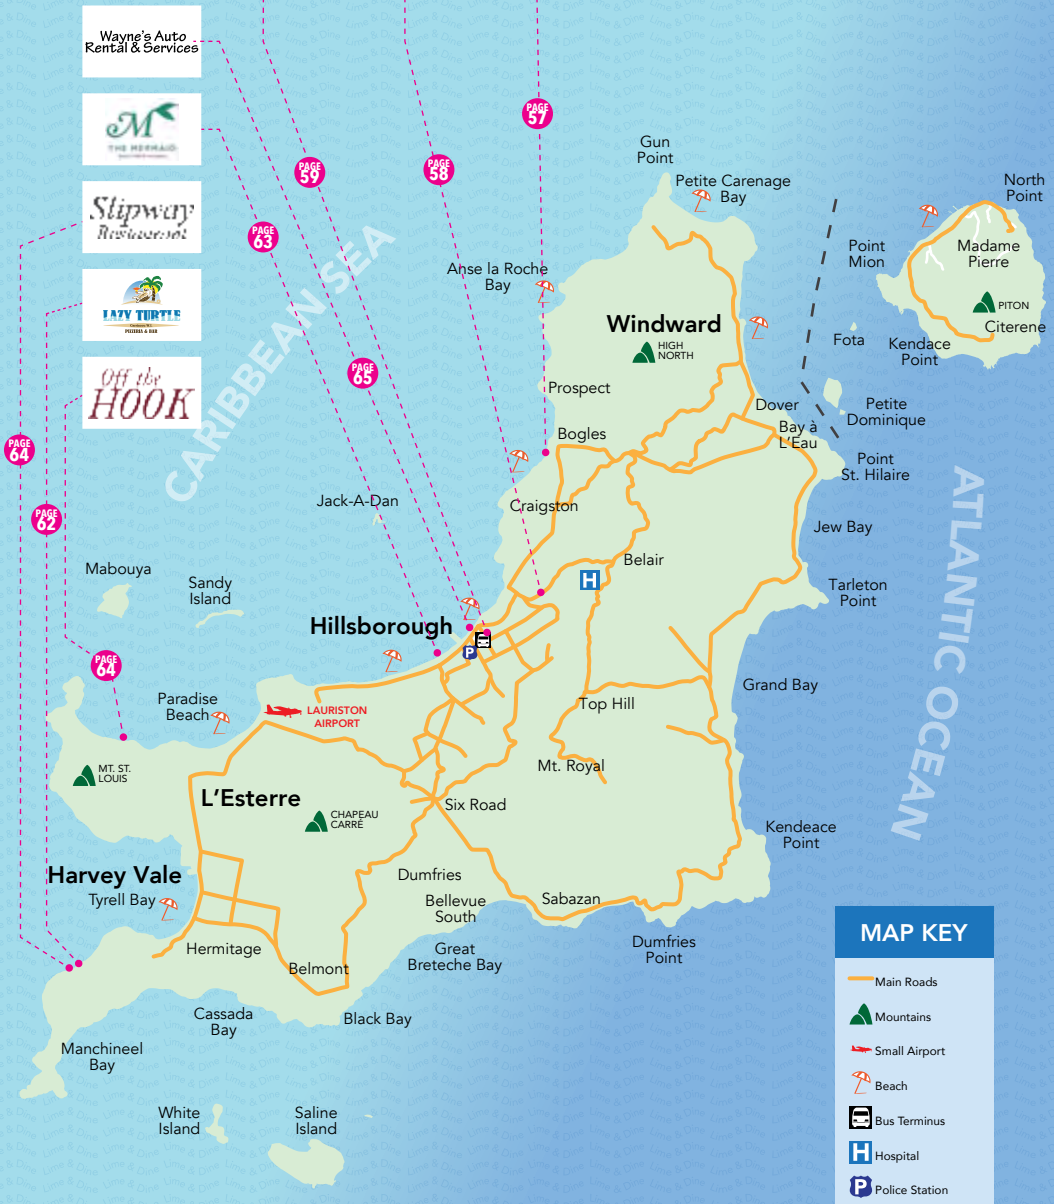 Wayne's Auto
Rental & Services
M
THE MERMAID
Slipway
Restaurant
LAZY TURTLE
PIZZERIA & BAR
Off the
HOOK
PAGE
57
PAGE
58
PAGE
59
PAGE
63
PAGE
65
PAGE
64
PAGE
62
PAGE
64
CARIBBEAN SEA
ATLANTIC OCEAN
Gun
Point
Petite Carenage
Bay
North
Point
Point
Mion
Madame
Pierre
PITON
Citerene
Kendace
Point
Fota
Anse la Roche
Bay
Windward
HIGH
NORTH
Prospect
Petite
Dominique
Dover
Bay à
L'Eau
Bogles
Point
St. Hilaire
Jack-A-Dan
Craigston
Jew Bay
Belair
H
Mabouya
Sandy
Island
Tarleton
Point
Hillsborough
P
Grand Bay
Paradise
Beach
LAURISTON
AIRPORT
Top Hill
MT. ST.
LOUIS
Mt. Royal
L'Esterre
CHAPEAU
CARRÉ
Six Road
Kendeace
Point
Harvey Vale
Tyrell Bay
Dumfries
Bellevue
South
Sabazan
Hermitage
Great
Breteche Bay
Dumfries
Point
Belmont
Cassada
Bay
Black Bay
Manchineel
Bay
White
Island
Saline
Island
MAP KEY
Main Roads
Mountains
Small Airport
Beach
Bus Terminus
H Hospital
P Police Station